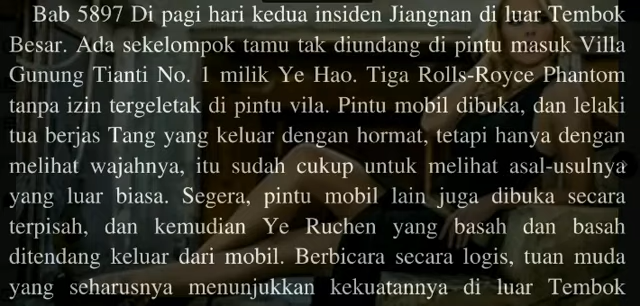 Bab 5897 Di pagi hari kedua insiden Jiangnan di luar Tembok
Besar. Ada sekelompok tamu tak diundang di pintu masuk Villa
Gunung Tianti No. 1 milik Ye Hao. Tiga Rolls-Royce Phantom
tanpa izin tergeletak di pintu vila. Pintu mobil dibuka, dan lelaki
tua berjas Tang yang keluar dengan hormat, tetapi hanya dengan
melihat wajahnya, itu sudah cukup untuk melihat asal-usulnya
yang luar biasa. Segera, pintu mobil lain juga dibuka secara
terpisah, dan kemudian Ye Ruchen yang basah dan basah
ditendang keluar dari mobil. Berbicara secara logis, tuan muda
yang seharusnya menunjukkan kekuatannya di luar Tembok